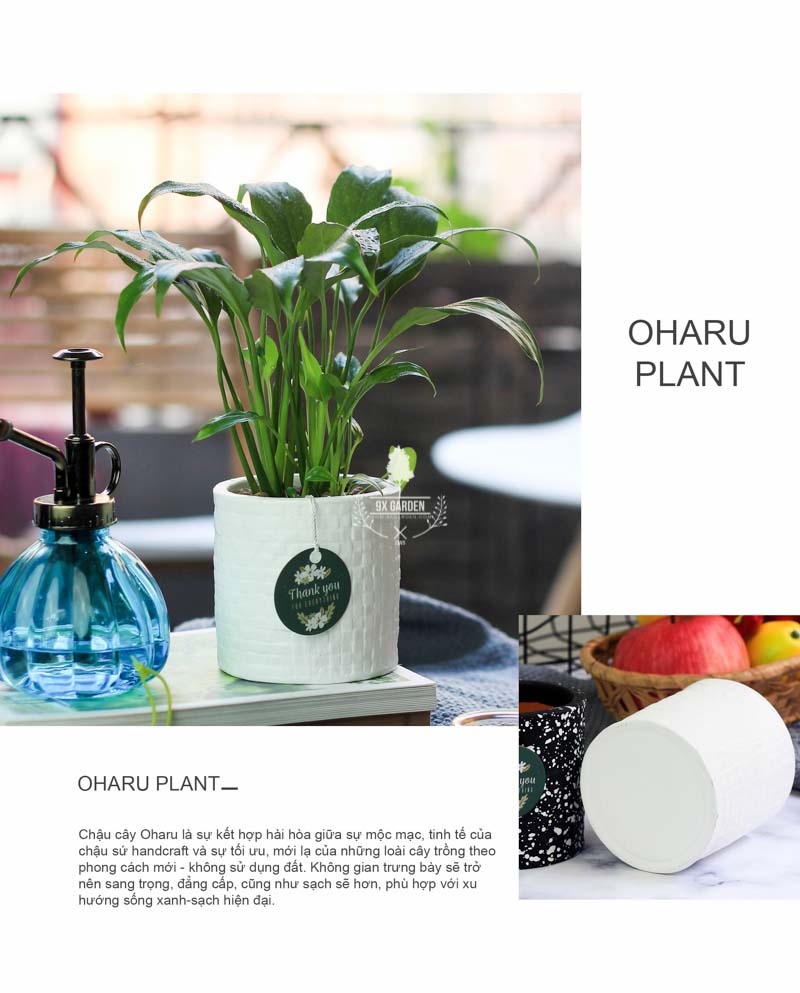 OHARU
PLANT
9X GARDEN
Thank you
FOR EVERYTHING
OHARU PLANT
Chậu cây Oharu là sự kết hợp hài hòa giữa sự mộc mạc, tinh tế của
chậu sứ handcraft và sự tối ưu, mới lạ của những loài cây trồng theo
phong cách mới - không sử dụng đất. Không gian trưng bày sẽ trở
nên sang trọng, đẳng cấp, cũng như sạch sẽ hơn, phù hợp với xu
hướng sống xanh-sạch hiện đại.